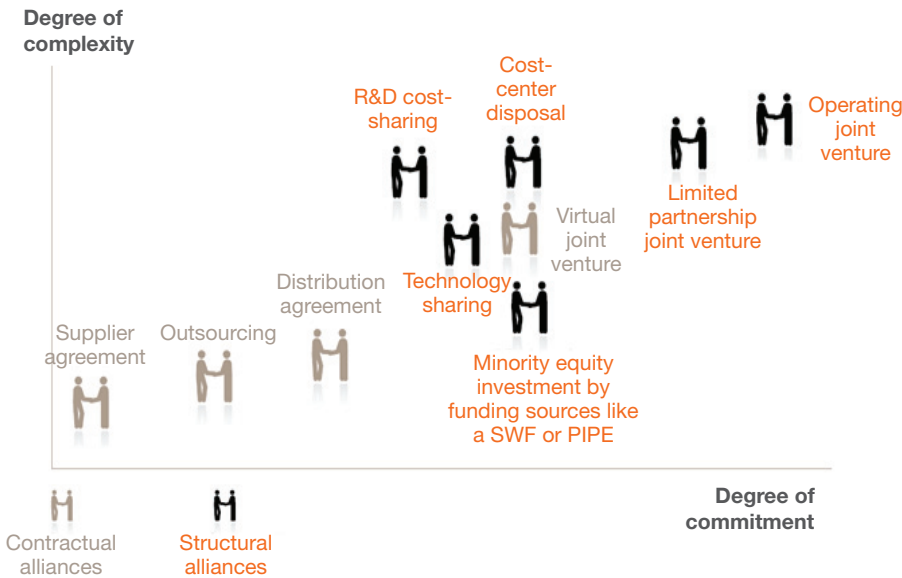 Degree of
complexity
Cost-
center
disposal
R&D cost-
sharing
Operating
joint
venture
Limited
partnership
joint venture
Virtual
joint
venture
Technology
sharing
Distribution
agreement
Supplier
agreement
Outsourcing
Minority equity
investment by
funding sources like
a SWF or PIPE
Degree of
commitment
Contractual
alliances
Structural
alliances